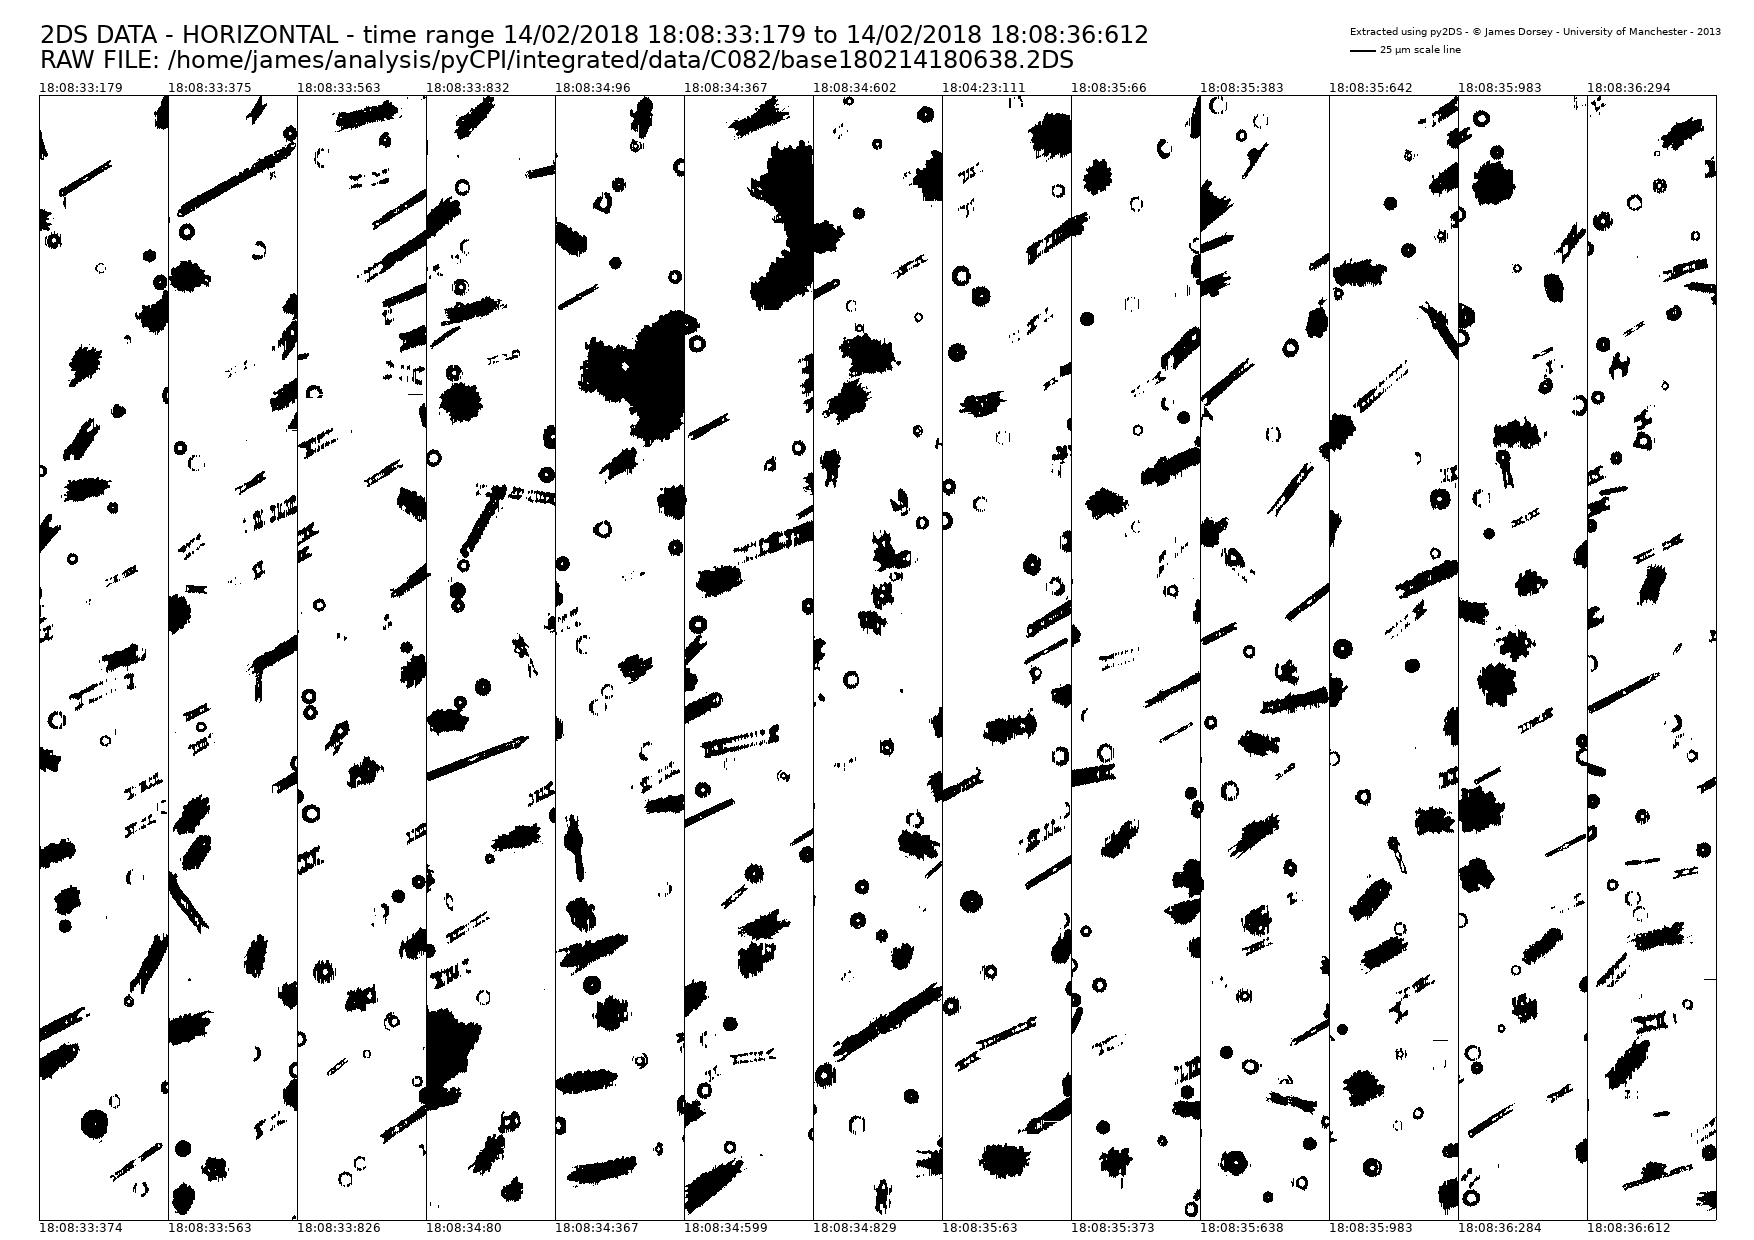 2DS DATA - HORIZONTAL - time range 14/02/2018 18:08:33:179 to 14/02/2018 18:08:36:612
RAW FILE: /home/james/analysis/pyCPI/integrated/data/C082/base180214180638.2DS
Extracted using py2DS - © James Dorsey - University of Manchester - 2013
25 µm scale line
18:08:33:179 18:08:33:375 18:08:33:563 18:08:33:832 18:08:34:96 18:08:34:367 18:08:34:602 18:04:23:111 18:08:35:66 18:08:35:383 18:08:35:642 18:08:35:983 18:08:36:294
18:08:33:374 18:08:33:563 18:08:33:826 18:08:34:80 18:08:34:367 18:08:34:599 18:08:34:829 18:08:35:63 18:08:35:373 18:08:35:638 18:08:35:983 18:08:36:284 18:08:36:612